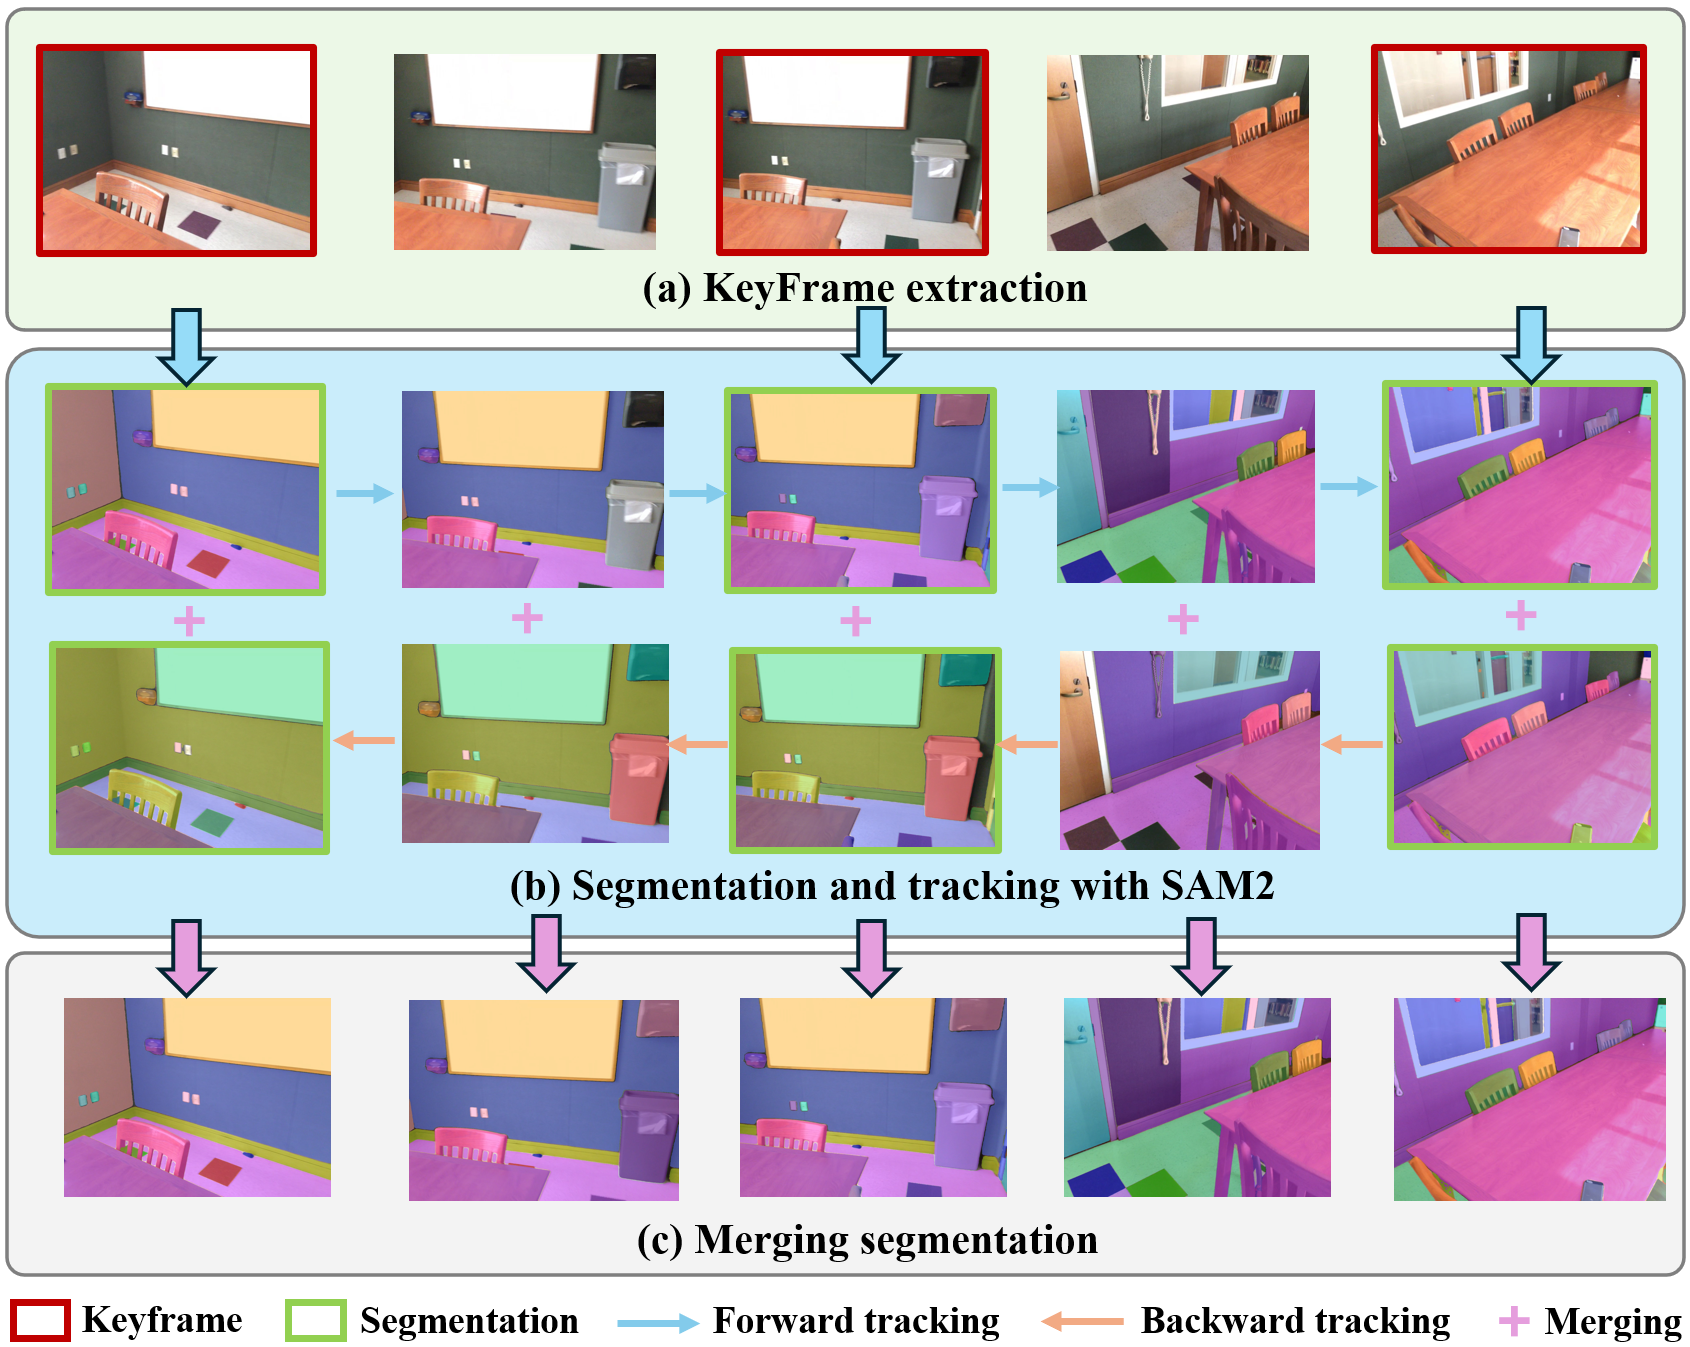 (a) KeyFrame extraction
(b) Segmentation and tracking with SAM2
(c) Merging segmentation
Keyframe Segmentation Forward tracking Backward tracking Merging